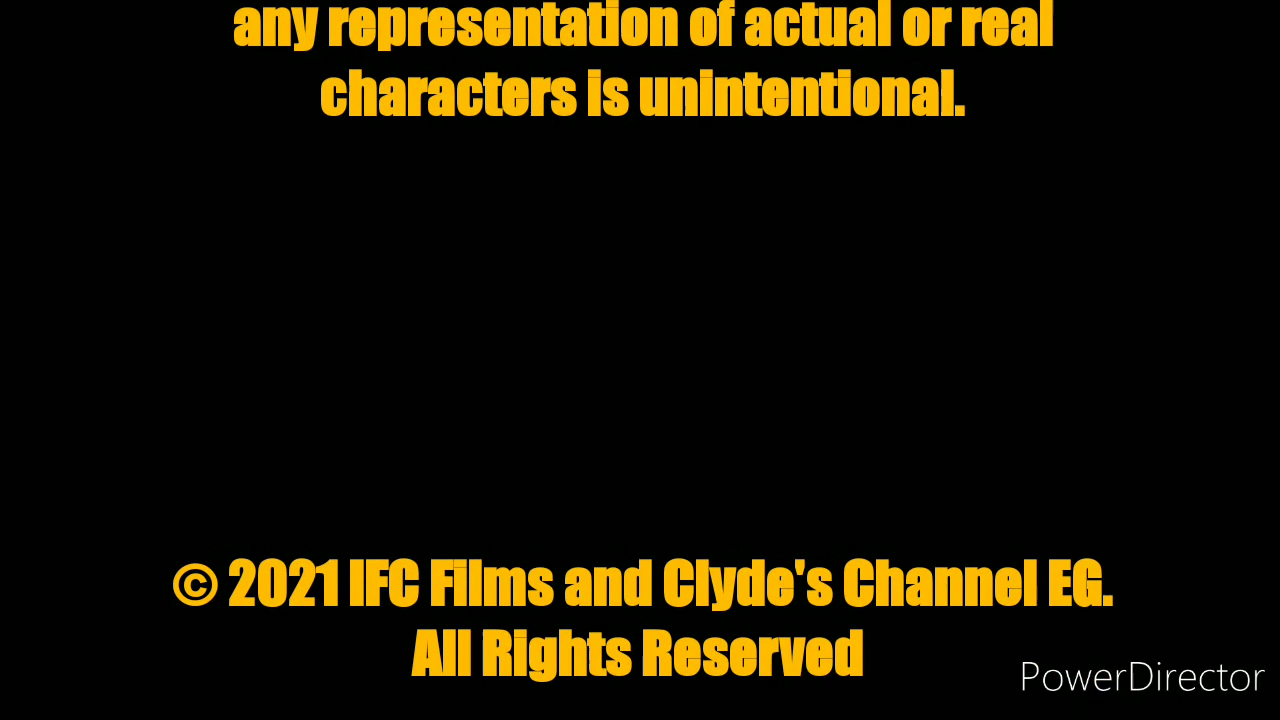 any representation of actual or real
characters is unintentional.
© 2021 IFC Films and Clyde's Channel EG.
All Rights Reserved
PowerDirector